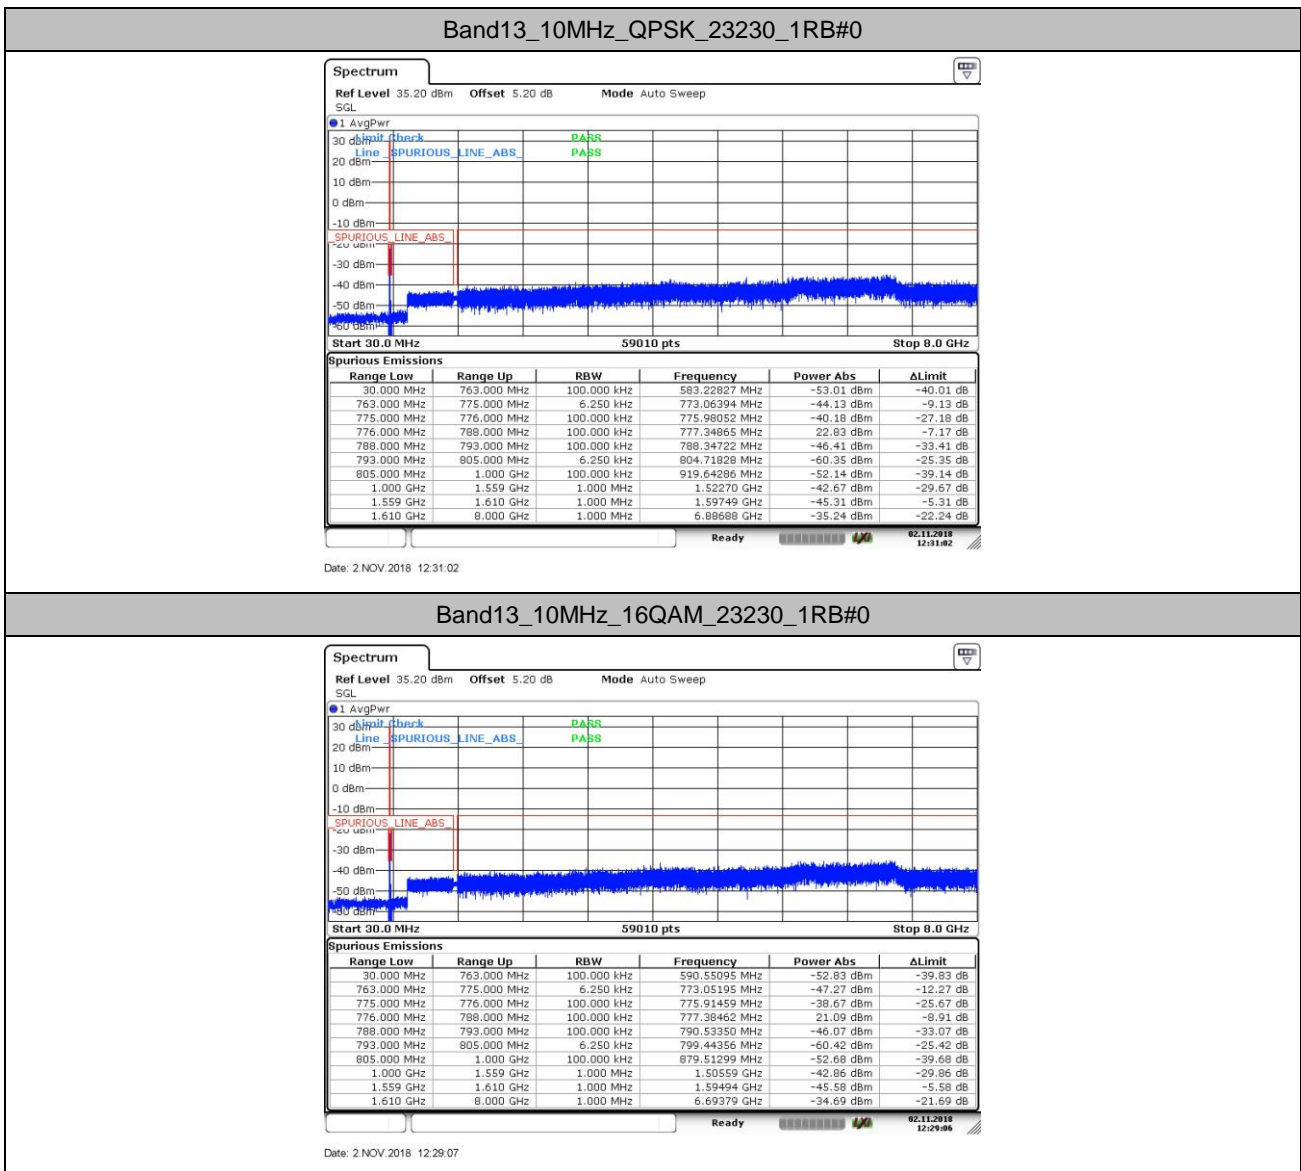 Band13_10MHz_QPSK_23230_1RB#0
Spectrum
Ref Level 35.20 dBm Offset 5.20 dB Mode Auto Sweep
SGL
1 AvgPwr
Limit Check PASS
30 dBm
Line _SPURIOUS_LINE_ABS_ PASS
20 dBm
10 dBm
0 dBm
-10 dBm
_SPURIOUS_LINE_ABS_
-20 dBm
-30 dBm
-40 dBm
-50 dBm
-60 dBm
Start 30.0 MHz 59010 pts Stop 8.0 GHz
Spurious Emissions
Range Low Range Up RBW Frequency Power Abs ΔLimit
30.000 MHz 763.000 MHz 100.000 kHz 583.22827 MHz -53.01 dBm -40.01 dB
763.000 MHz 775.000 MHz 6.250 kHz 773.06394 MHz -44.13 dBm -9.13 dB
775.000 MHz 776.000 MHz 100.000 kHz 775.98052 MHz -40.18 dBm -27.18 dB
776.000 MHz 788.000 MHz 100.000 kHz 777.34865 MHz 22.83 dBm -7.17 dB
788.000 MHz 793.000 MHz 100.000 kHz 788.34722 MHz -46.41 dBm -33.41 dB
793.000 MHz 805.000 MHz 6.250 kHz 804.71828 MHz -60.35 dBm -25.35 dB
805.000 MHz 1.000 GHz 100.000 kHz 919.64286 MHz -52.14 dBm -39.14 dB
1.000 GHz 1.559 GHz 1.000 MHz 1.52270 GHz -42.67 dBm -29.67 dB
1.559 GHz 1.610 GHz 1.000 MHz 1.59749 GHz -45.31 dBm -5.31 dB
1.610 GHz 8.000 GHz 1.000 MHz 6.88688 GHz -35.24 dBm -22.24 dB
Ready LXI 02.11.2018
12:31:02
Date: 2.NOV.2018 12:31:02
Band13_10MHz_16QAM_23230_1RB#0
Spectrum
Ref Level 35.20 dBm Offset 5.20 dB Mode Auto Sweep
SGL
1 AvgPwr
Limit Check PASS
30 dBm
Line _SPURIOUS_LINE_ABS_ PASS
20 dBm
10 dBm
0 dBm
-10 dBm
_SPURIOUS_LINE_ABS_
-20 dBm
-30 dBm
-40 dBm
-50 dBm
-60 dBm
Start 30.0 MHz 59010 pts Stop 8.0 GHz
Spurious Emissions
Range Low Range Up RBW Frequency Power Abs ΔLimit
30.000 MHz 763.000 MHz 100.000 kHz 590.55095 MHz -52.83 dBm -39.83 dB
763.000 MHz 775.000 MHz 6.250 kHz 773.05195 MHz -47.27 dBm -12.27 dB
775.000 MHz 776.000 MHz 100.000 kHz 775.91459 MHz -38.67 dBm -25.67 dB
776.000 MHz 788.000 MHz 100.000 kHz 777.38462 MHz 21.09 dBm -8.91 dB
788.000 MHz 793.000 MHz 100.000 kHz 790.53350 MHz -46.07 dBm -33.07 dB
793.000 MHz 805.000 MHz 6.250 kHz 799.44356 MHz -60.42 dBm -25.42 dB
805.000 MHz 1.000 GHz 100.000 kHz 879.51299 MHz -52.68 dBm -39.68 dB
1.000 GHz 1.559 GHz 1.000 MHz 1.50559 GHz -42.86 dBm -29.86 dB
1.559 GHz 1.610 GHz 1.000 MHz 1.59494 GHz -45.58 dBm -5.58 dB
1.610 GHz 8.000 GHz 1.000 MHz 6.69379 GHz -34.69 dBm -21.69 dB
Ready LXI 02.11.2018
12:29:06
Date: 2.NOV.2018 12:29:07